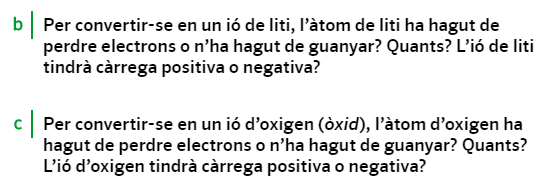 b Per convertir-se en un ió de liti, l’àtom de liti ha hagut de
perdre electrons o n’ha hagut de guanyar? Quants? L’ió de liti
tindrà càrrega positiva o negativa?
c Per convertir-se en un ió d’oxigen (òxid), l’àtom d’oxigen ha
hagut de perdre electrons o n’ha hagut de guanyar? Quants?
L’ió d’oxigen tindrà càrrega positiva o negativa?